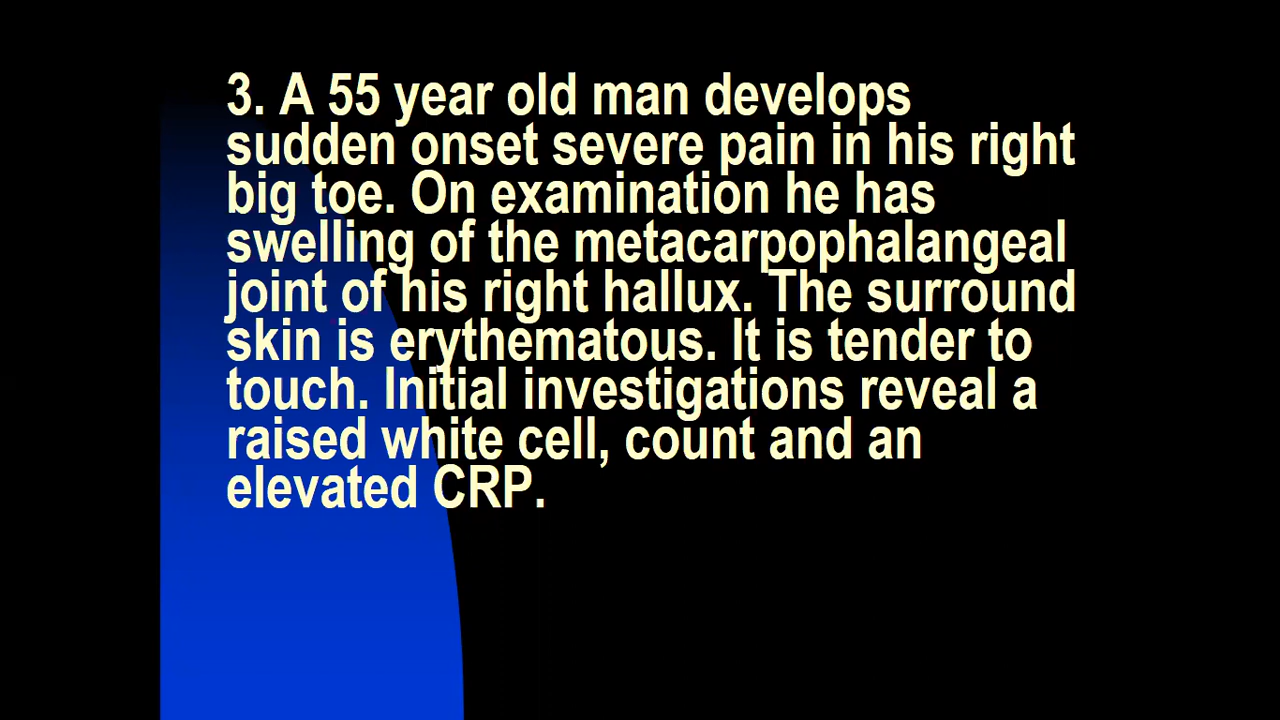 3. A 55 year old man develops
sudden onset severe pain in his right
big toe. On examination he has
swelling of the metacarpophalangeal
joint of his right hallux. The surround
skin is erythematous. It is tender to
touch. Initial investigations reveal a
raised white cell, count and an
elevated CRP.